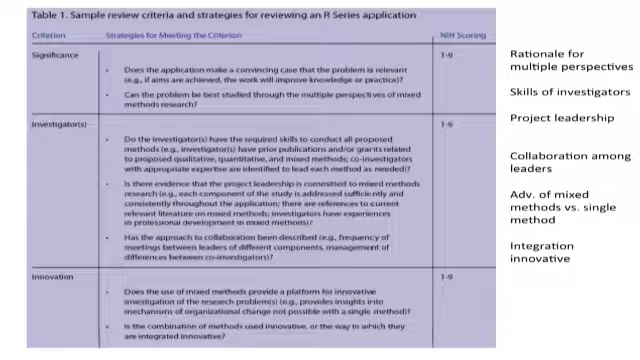 Table 1. Sample review criteria and strategies for reviewing an R Series application
Criterion Strategies for Meeting the Criterion NIH Scoring
Significance 1-9
• Does the application make a convincing case that the problem is relevant
(e.g., if aims are achieved, the work will improve knowledge or practice)?
• Can the problem be best studied through the multiple perspectives of mixed
methods research?
Investigator(s) 1-9
• Do the investigator(s) have the required skills to conduct all proposed
methods (e.g., investigator(s) have prior publications and/or grants related
to proposed qualitative, quantitative, and mixed methods; co-investigators
with appropriate expertise are identified to lead each method as needed)?
• Is there evidence that the project leadership is committed to mixed methods
research (e.g., each component of the study is addressed sufficiently and
consistently throughout the application; there are references to current
relevant literature on mixed methods; investigators have experiences
in professional development in mixed methods)?
• Has the approach to collaboration been described (e.g., frequency of
meetings between leaders of different components, management of
differences between co-investigators)?
Innovation 1-9
• Does the use of mixed methods provide a platform for innovative
investigation of the research problem(s) (e.g., provides insights into
mechanisms of organizational change not possible with a single method)?
• Is the combination of methods used innovative, or the way in which they
are integrated innovative?
Rationale for
multiple perspectives
Skills of investigators
Project leadership
Collaboration among
leaders
Adv. of mixed
methods vs. single
method
Integration
innovative